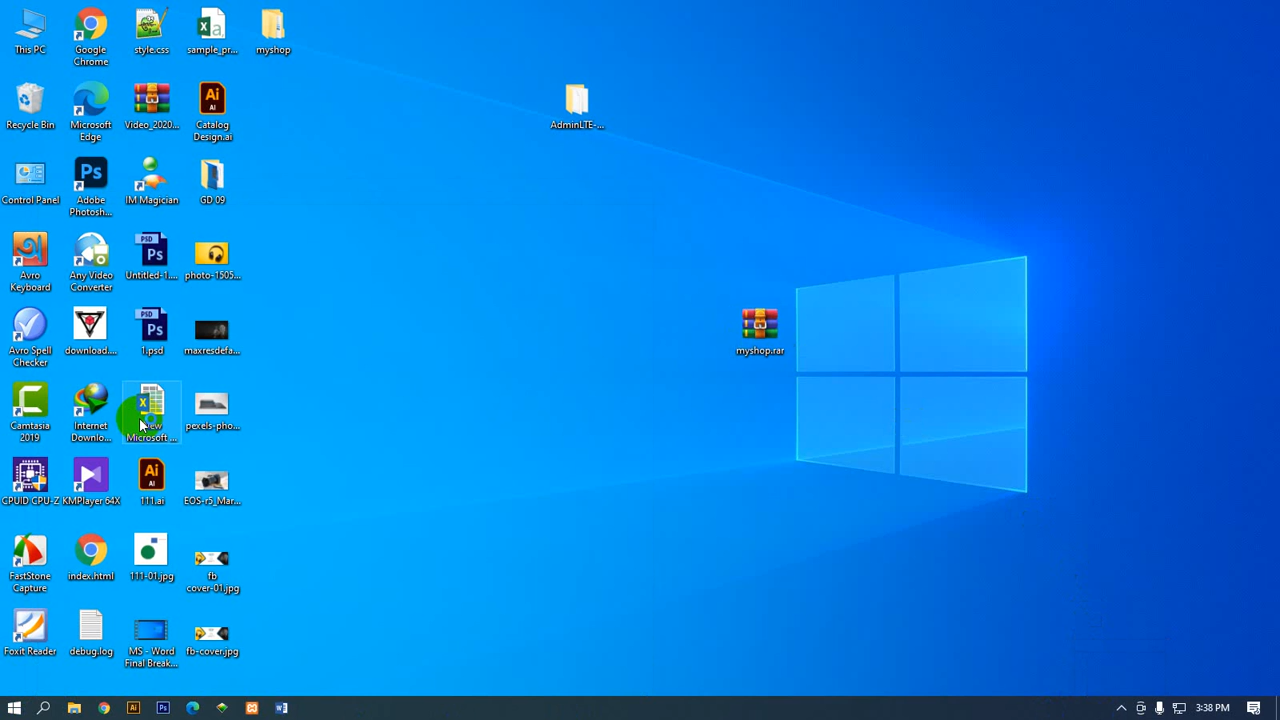 This PC
Google
Chrome
style.css
sample_pr...
myshop
Recycle Bin
Microsoft
Edge
Video_2020...
Catalog
Design.ai
AdminLTE-...
Control Panel
Adobe
Photosh...
IM Magician
GD 09
Avro
Keyboard
Any Video
Converter
Untitled-1....
photo-1505...
Avro Spell
Checker
download....
1.psd
maxresdefa...
myshop.rar
Camtasia
2019
Internet
Downlo...
Microsoft ...
pexels-pho...
CPUID CPU-Z
KMPlayer 64X
111.ai
EOS-r5_Mar...
FastStone
Capture
index.html
111-01.jpg
fb
cover-01.jpg
Foxit Reader
debug.log
MS - Word
Final Break...
fb-cover.jpg
3:38 PM